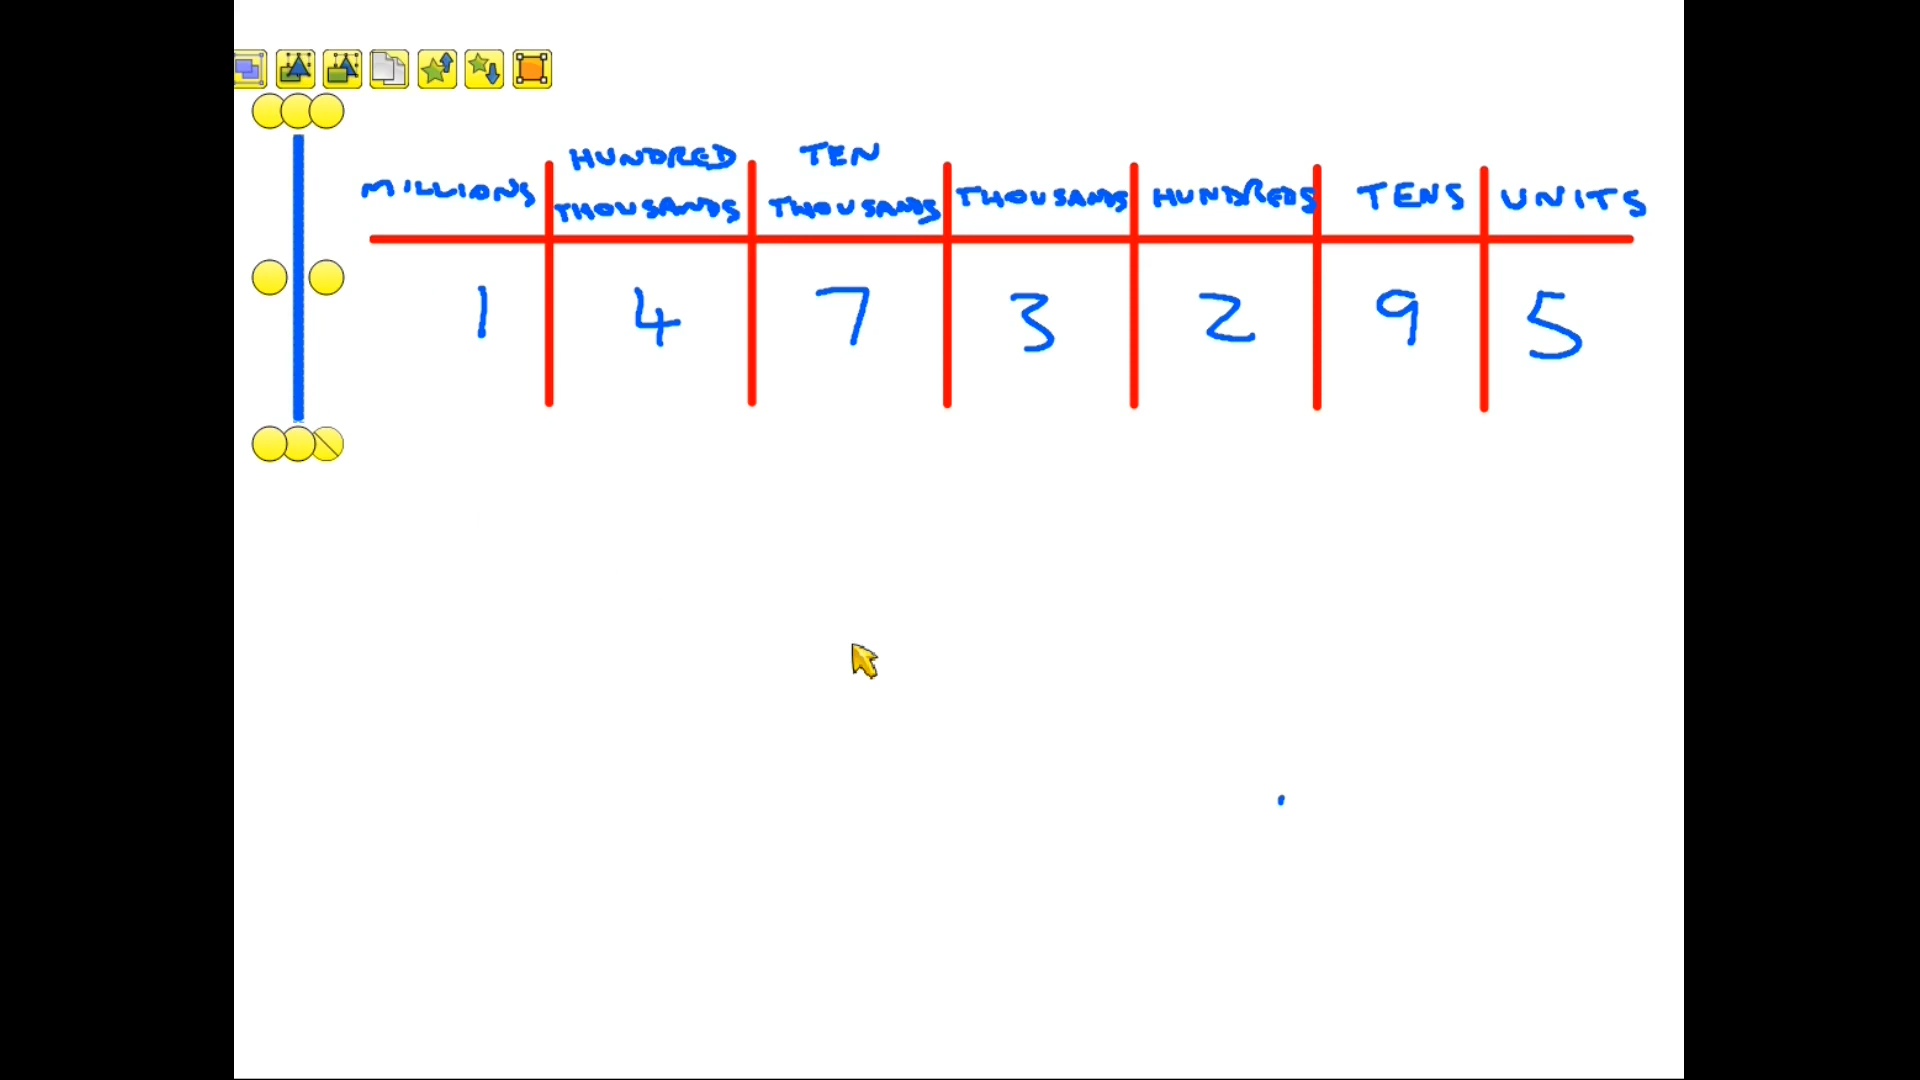 MILLIONS HUNDRED THOUSANDS TEN THOUSANDS THOUSANDS HUNDREDS TENS UNITS
1 4 7 3 2 9 5